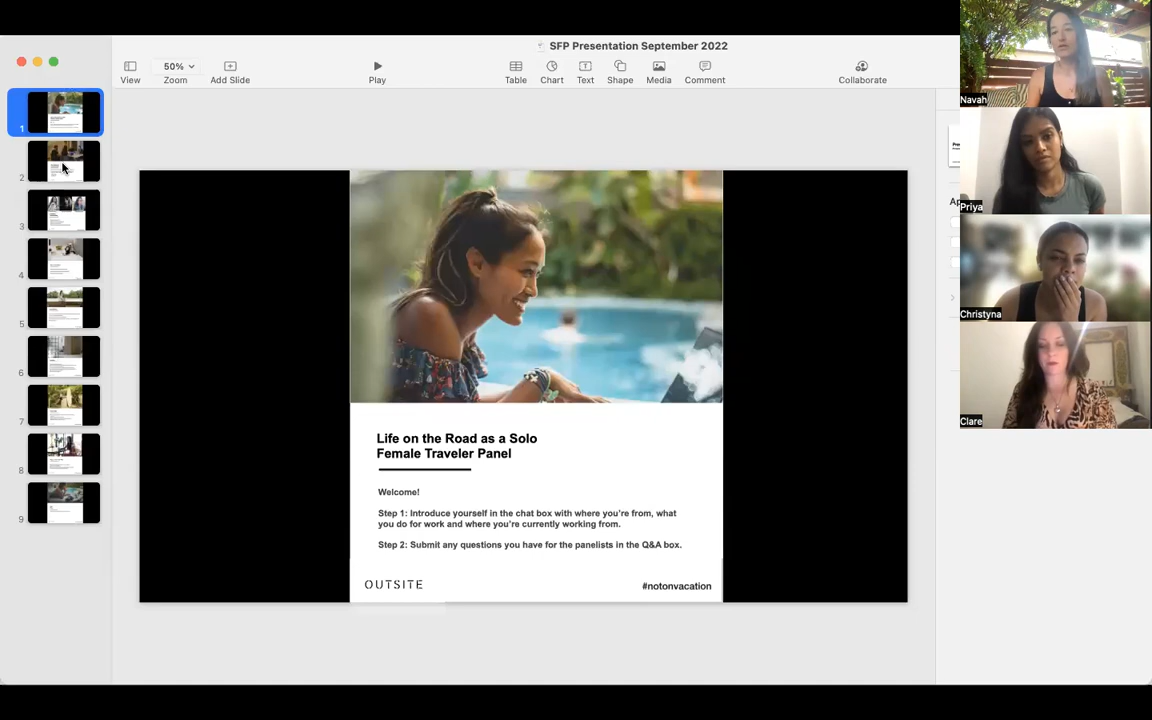 SFP Presentation September 2022
View
50%
Zoom
Add Slide
Play
Table
Chart
Text
Shape
Media
Comment
Collaborate
1
2
3
4
5
6
7
8
9
Life on the Road as a Solo
Female Traveler Panel
Welcome!
Step 1: Introduce yourself in the chat box with where you're from, what
you do for work and where you're currently working from.
Step 2: Submit any questions you have for the panelists in the Q&A box.
OUTSITE
#notonvacation
Navah
Priya
Christyna
Clare